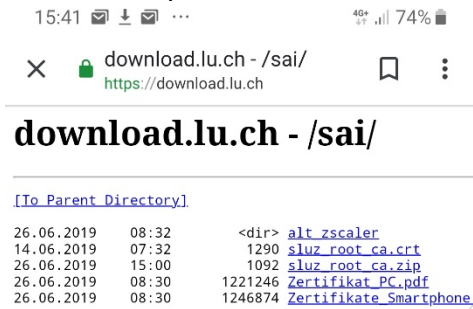 15:41 ... 4G+ 74%
download.lu.ch - /sai/
https://download.lu.ch
download.lu.ch - /sai/
[To Parent Directory]
26.06.2019 08:32 <dir> alt_zscaler
14.06.2019 07:32 1290 sluz_root_ca.crt
26.06.2019 15:00 1092 sluz_root_ca.zip
26.06.2019 08:30 1221246 Zertifikat_PC.pdf
26.06.2019 08:30 1246874 Zertifikate_Smartphone